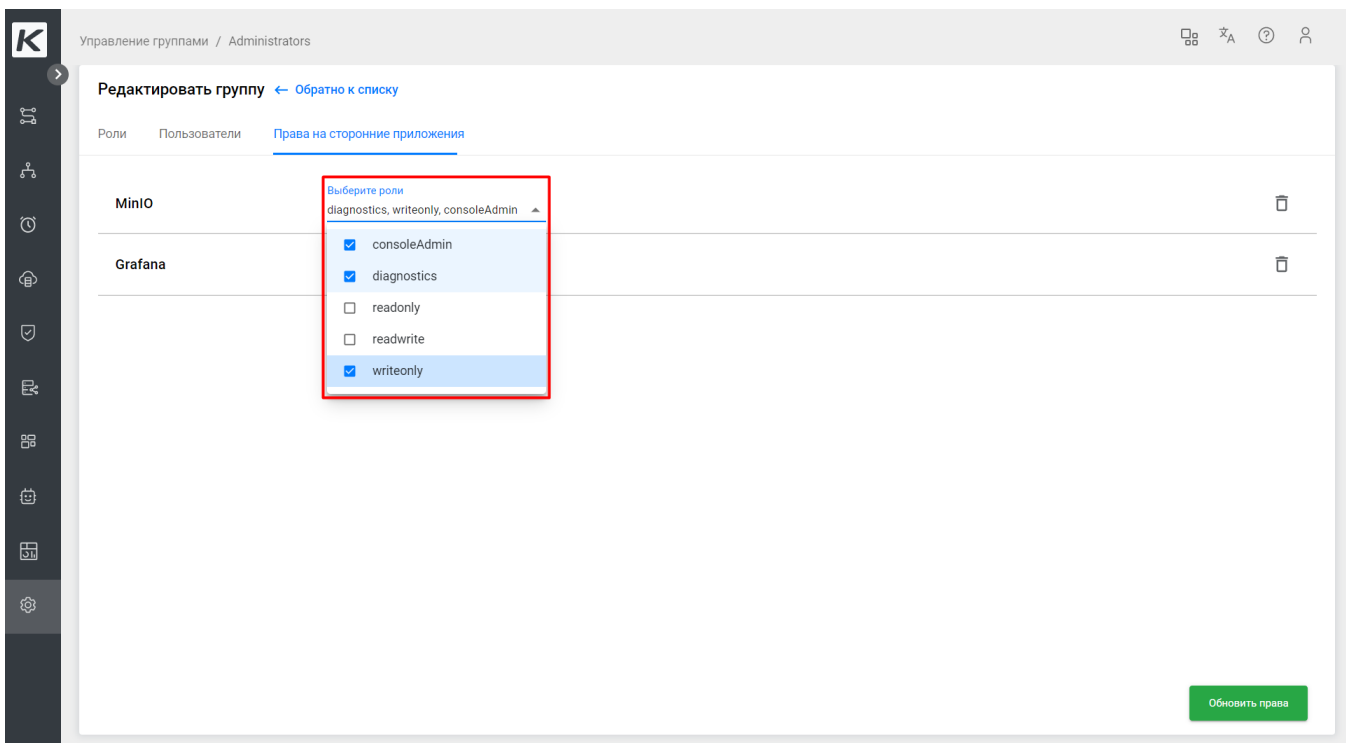 K
Управление группами / Administrators
Редактировать группу ← Обратно к списку
Роли Пользователи Права на сторонние приложения
MinIO
Выберите роли
diagnostics, writeonly, consoleAdmin
consoleAdmin
diagnostics
readonly
readwrite
writeonly
Grafana
Обновить права